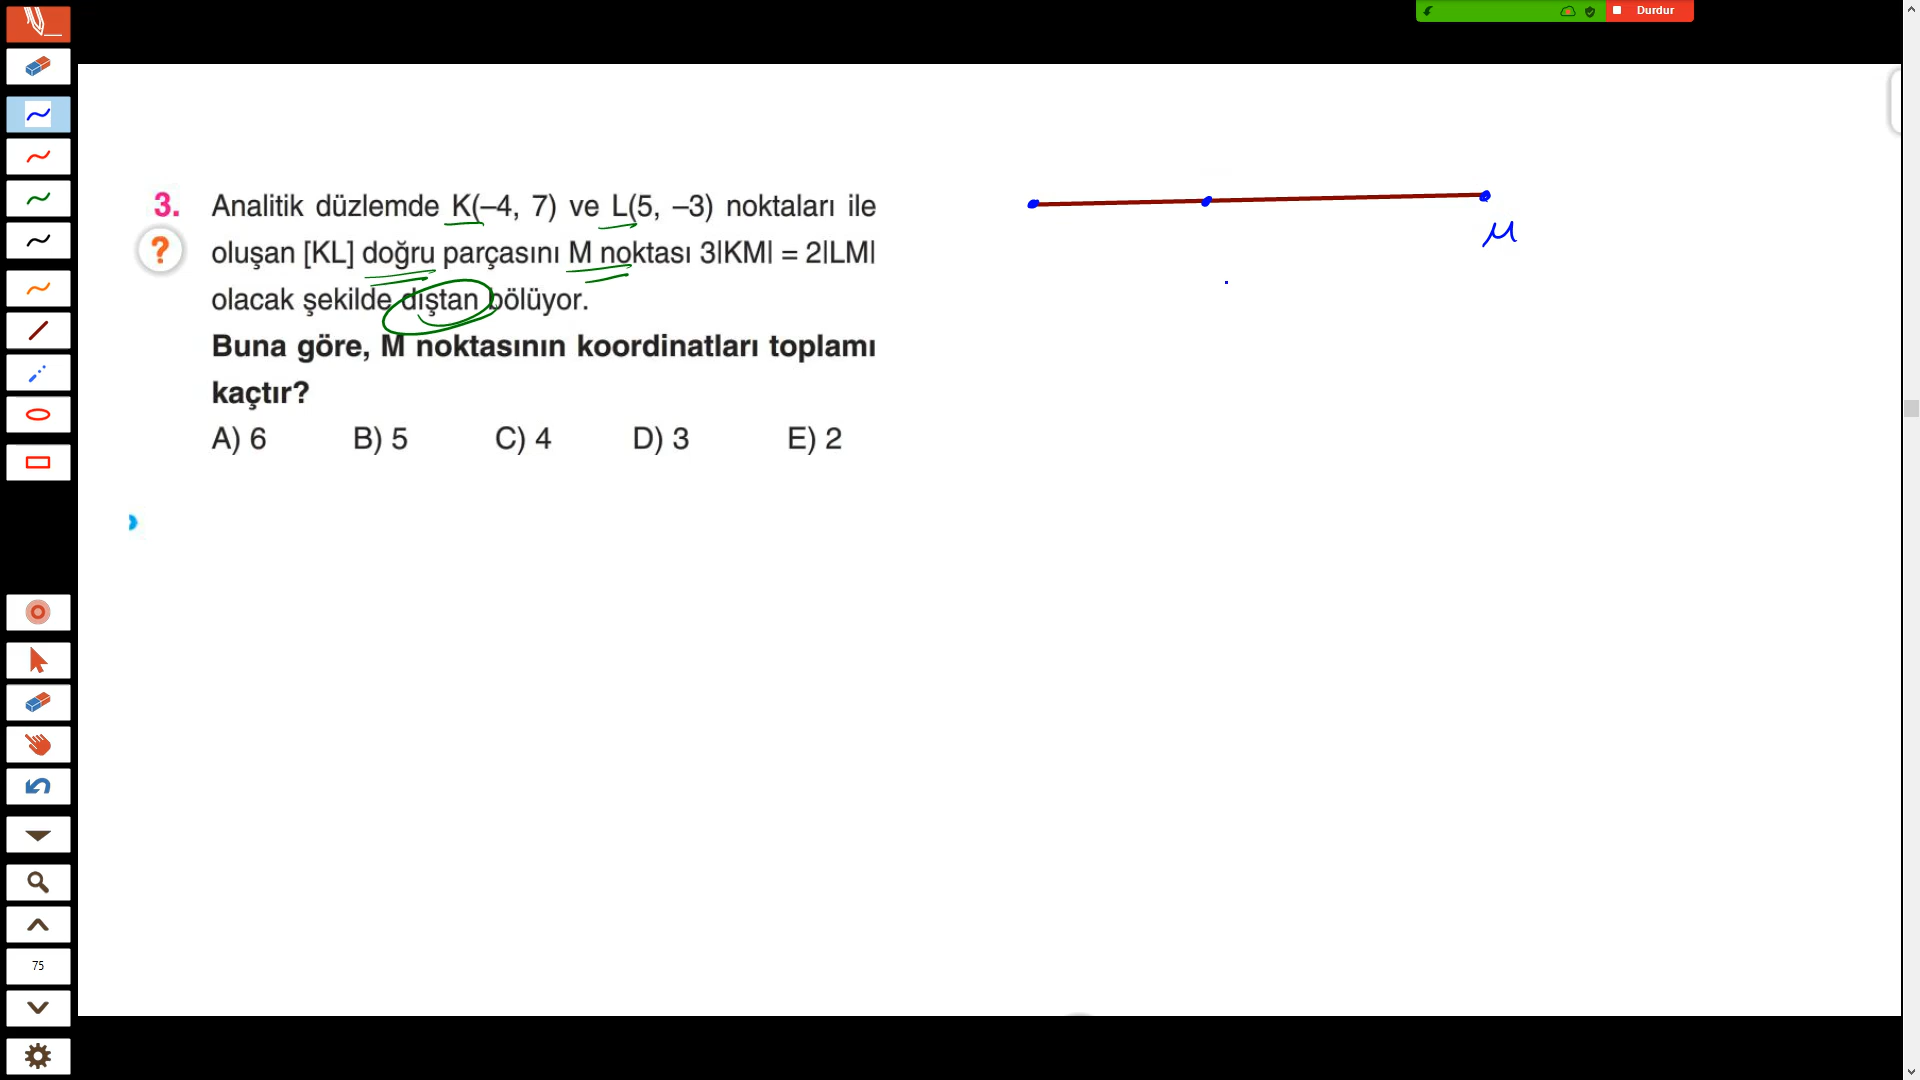 Durdur
3. Analitik düzlemde K(–4, 7) ve L(5, –3) noktaları ile
? oluşan [KL] doğru parçasını M noktası 3|KM| = 2|LM|
olacak şekilde dıştan bölüyor.
Buna göre, M noktasının koordinatları toplamı
kaçtır?
A) 6 B) 5 C) 4 D) 3 E) 2
M
75